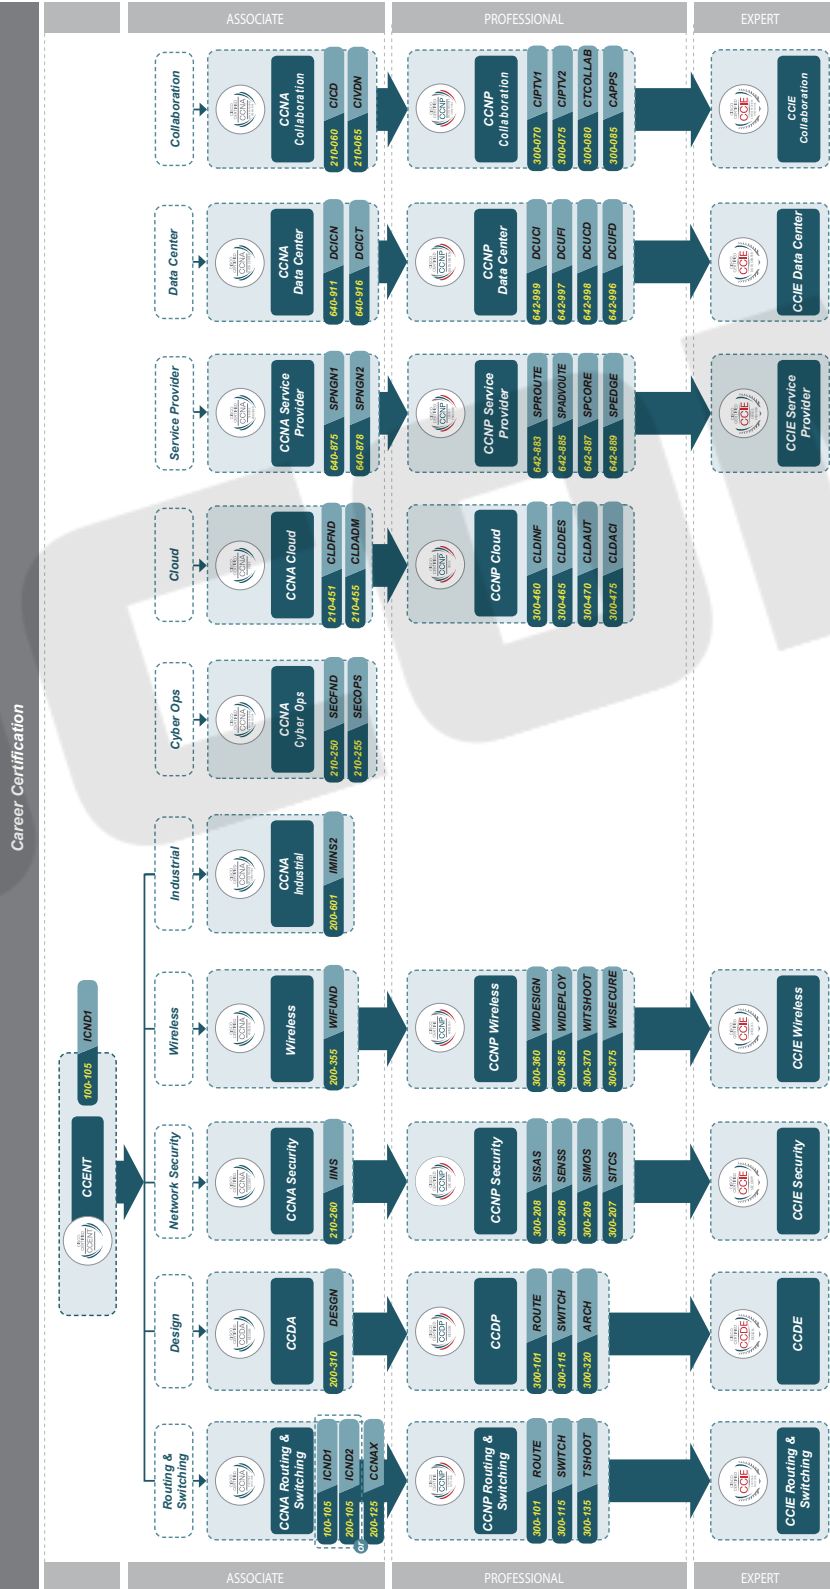 Career Certification
ASSOCIATE
PROFESSIONAL
EXPERT
Collaboration
CCNA
Collaboration
210-060 CICD
210-065 CIVDN
CCNP
Collaboration
300-070 CIPTV1
300-075 CIPTV2
300-080 CTCOLLAB
300-085 CAPPS
CCIE
Collaboration
Data Center
CCNA
Data Center
640-911 DCICN
640-916 DCICT
CCNP
Data Center
642-999 DCUCI
642-997 DCUFI
642-998 DCUCD
642-996 DCUFD
CCIE Data Center
Service Provider
CCNA Service
Provider
640-875 SPNGN1
640-878 SPNGN2
CCNP Service
Provider
642-883 SPROUTE
642-885 SPADVOUTE
642-887 SPCORE
642-889 SPEDGE
CCIE Service
Provider
Cloud
CCNA Cloud
210-451 CLDFND
210-455 CLDADM
CCNP Cloud
300-460 CLDINF
300-465 CLDDES
300-470 CLDAUT
300-475 CLDACI
Cyber Ops
CCNA
Cyber Ops
210-250 SECFND
210-255 SECOPS
Industrial
CCNA
Industrial
200-601 IMINS2
CCENT
100-105 ICND1
Wireless
Wireless
200-355 WIFUND
CCNP Wireless
300-360 WIDESIGN
300-365 WIDEPLOY
300-370 WITSHOOT
300-375 WISECURE
CCIE Wireless
Network Security
CCNA Security
210-260 IINS
CCNP Security
300-208 SISAS
300-206 SENSS
300-209 SIMOS
300-207 SITCS
CCIE Security
Design
CCDA
200-310 DESGN
CCDP
300-101 ROUTE
300-115 SWITCH
300-320 ARCH
CCDE
Routing &
Switching
CCNA Routing &
Switching
100-105 ICND1
200-105 ICND2
or
200-125 CCNAX
CCNP Routing &
Switching
300-101 ROUTE
300-115 SWITCH
300-135 TSHOOT
CCIE Routing &
Switching
ASSOCIATE
PROFESSIONAL
EXPERT